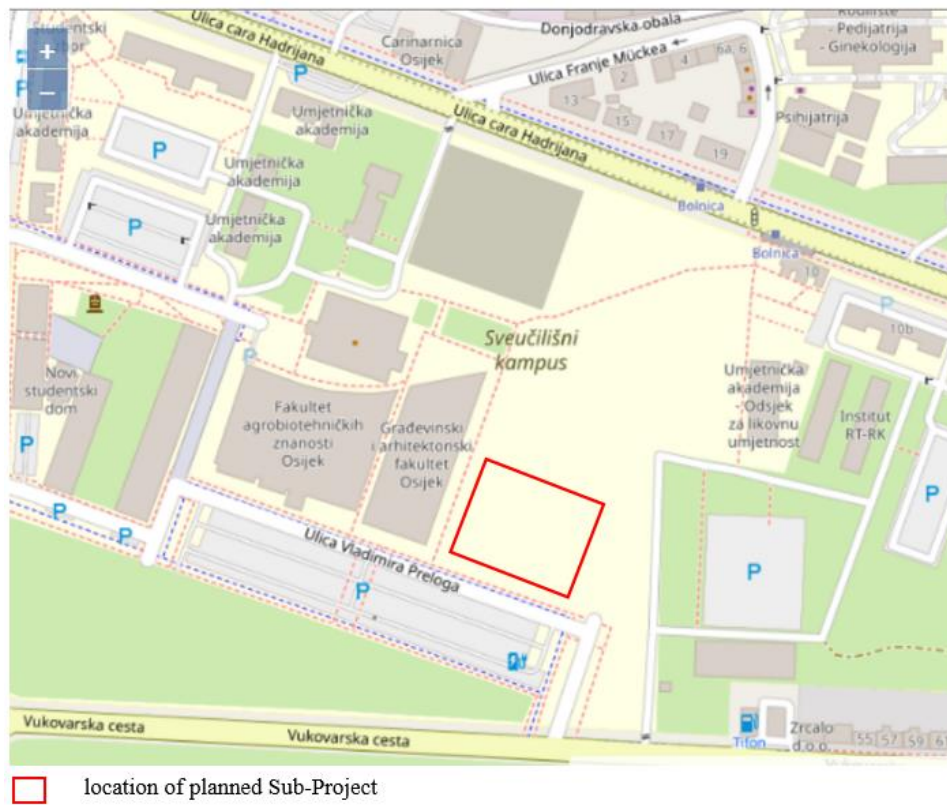 Studentski
zbor
+
−
Ulica cara Hadrijana
Carinarnica
Osijek
Donjodravska obala
Ulica Franje Mückea ←
6a, 6
4
2
13
15
17
19
Rodilište
- Pedijatrija
- Ginekologija
Psihijatrija
P
P
P
Umjetnička
akademija
Umjetnička
akademija
Ulica cara Hadrijana
P
Umjetnička
akademija
P
Umjetnička
akademija
Bolnica
Bolnica
10
P
10b
Sveučilišni
kampus
P
Novi
studentski
dom
Fakultet
agrobiotehničkih
znanosti
Osijek
Građevinski
i arhitektonski
fakultet
Osijek
Umjetnička
akademija
- Odsjek
za likovnu
umjetnost
Institut
RT-RK
P
P
P
P
Ulica Vladimira Preloga
P
P
Vukovarska cesta
Vukovarska cesta
Tifon
Zrcalo
d.o.o.
55
57
59
61
location of planned Sub-Project